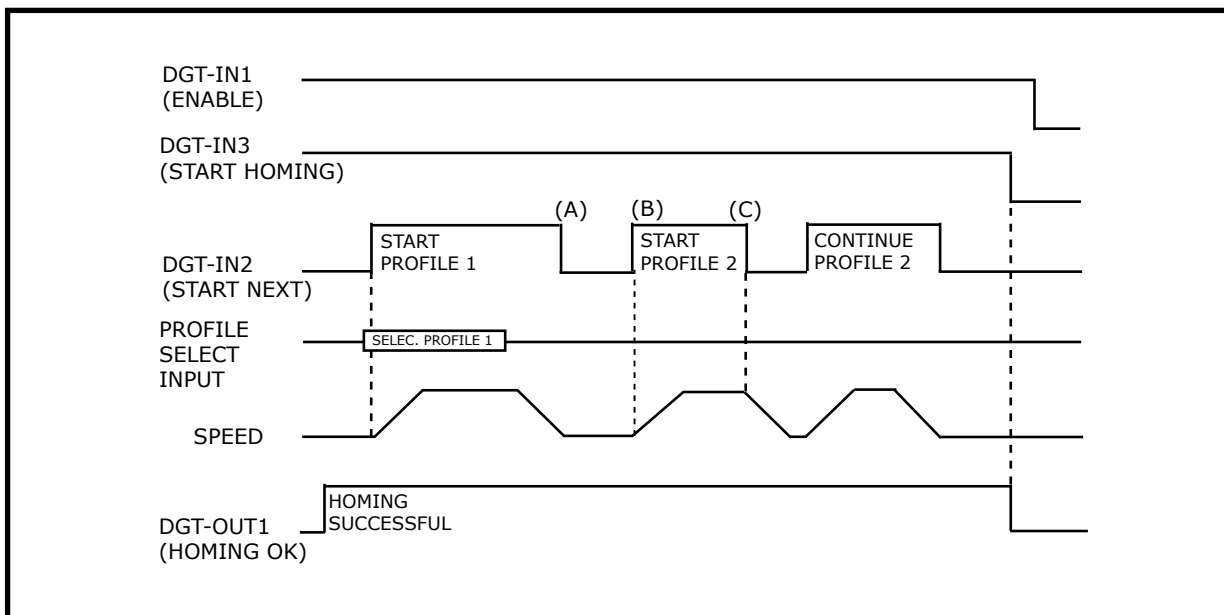 DGT-IN1
(ENABLE)
DGT-IN3
(START HOMING)
(A)
(B)
(C)
START
PROFILE 1
START
PROFILE 2
CONTINUE
PROFILE 2
DGT-IN2
(START NEXT)
PROFILE
SELECT
INPUT
SELEC. PROFILE 1
SPEED
HOMING
SUCCESSFUL
DGT-OUT1
(HOMING OK)